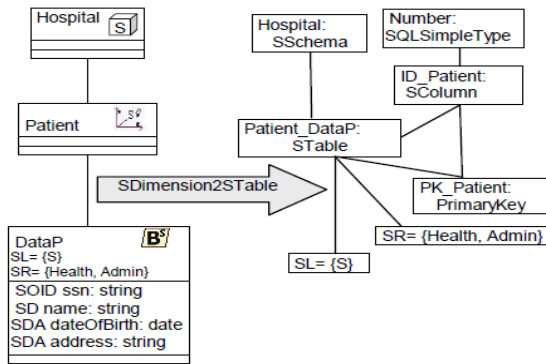 Hospital
S
Patient
S
DataP
B S
SL= {S}
SR= {Health, Admin}
SOID ssn: string
SD name: string
SDA dateOfBirth: date
SDA address: string
SDimension2STable
Hospital:
SSchema
Number:
SQLSimpleType
ID_Patient:
SColumn
Patient_DataP:
STable
PK_Patient:
PrimaryKey
SR= {Health, Admin}
SL= {S}